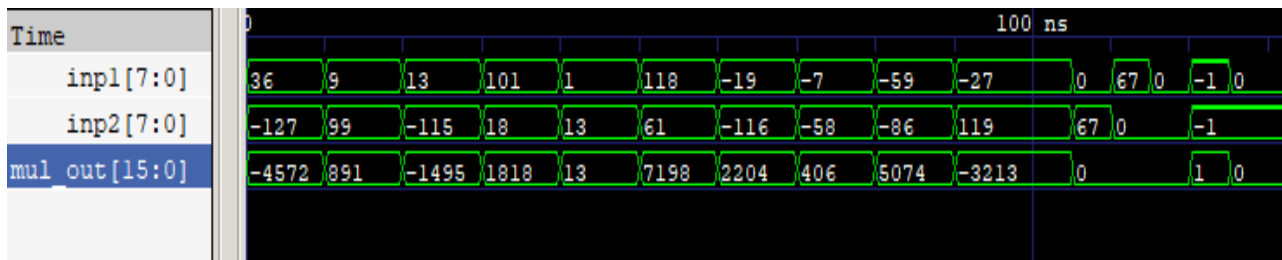 Time 0 100 ns
inp1[7:0] 36 9 13 101 1 118 -19 -7 -59 -27 0 67 0 -1 0
inp2[7:0] -127 99 -115 18 13 61 -116 -58 -86 119 67 0 -1
mul_out[15:0] -4572 891 -1495 1818 13 7198 2204 406 5074 -3213 0 1 0